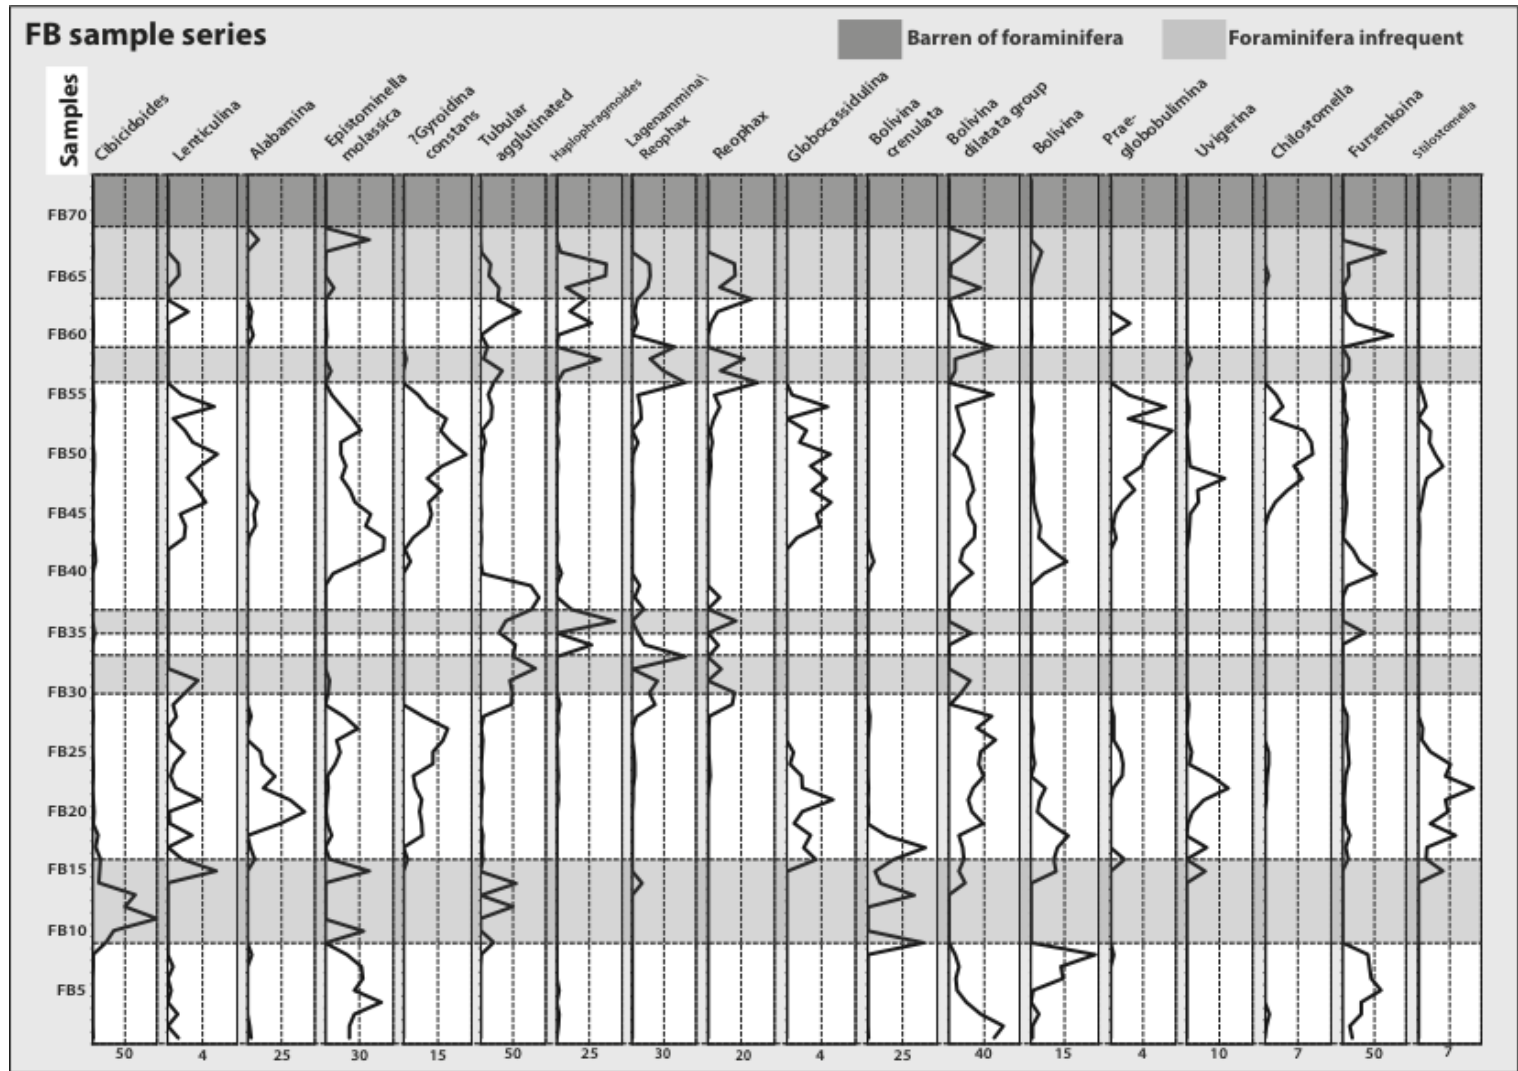 FB sample series
Barren of foraminifera
Foraminifera infrequent
Samples
Cibicidoides
Lenticulina
Alabamina
Epistominella
molassica
?Gyroidina
constans
Tubular
agglutinated
Haplophragmoides
Lagenammina\
Reophax
Reophax
Globocassidulina
Bolivina
crenulata
Bolivina
dilatata group
Bolivina
Prae-
globobulimina
Uvigerina
Chilostomella
Fursenkoina
Stilostomella
FB70
FB65
FB60
FB55
FB50
FB45
FB40
FB35
FB30
FB25
FB20
FB15
FB10
FB5
50 4 25 30 15 50 25 30 20 4 25 40 15 4 10 7 50 7